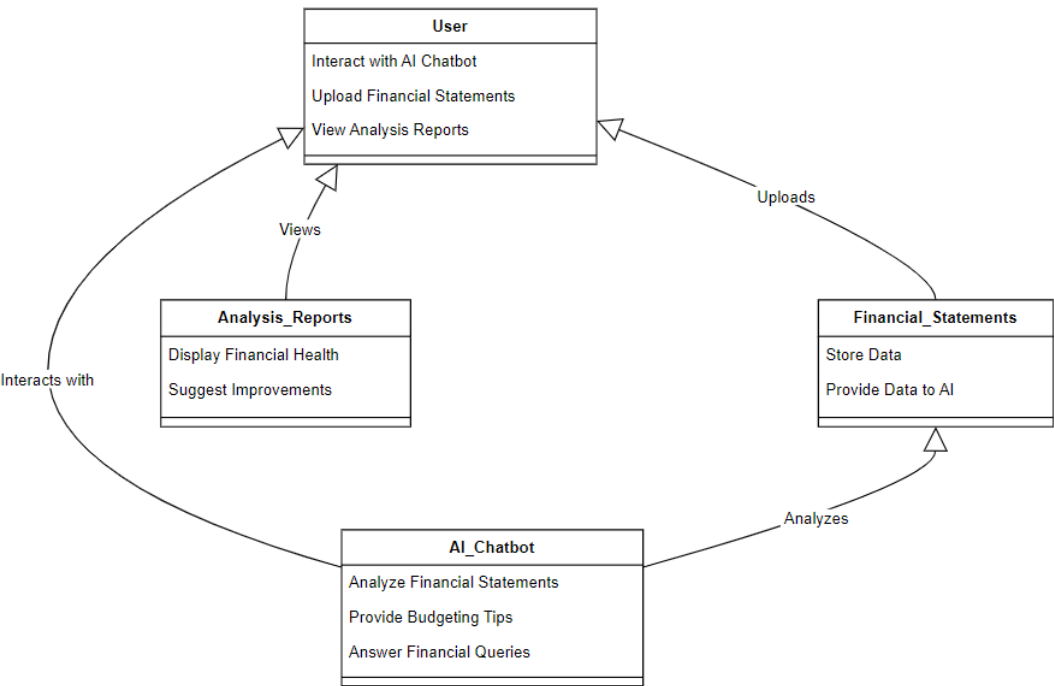 User
Interact with AI Chatbot
Upload Financial Statements
View Analysis Reports
Uploads
Views
Analysis_Reports
Display Financial Health
Suggest Improvements
Financial_Statements
Store Data
Provide Data to AI
Interacts with
Analyzes
AI_Chatbot
Analyze Financial Statements
Provide Budgeting Tips
Answer Financial Queries